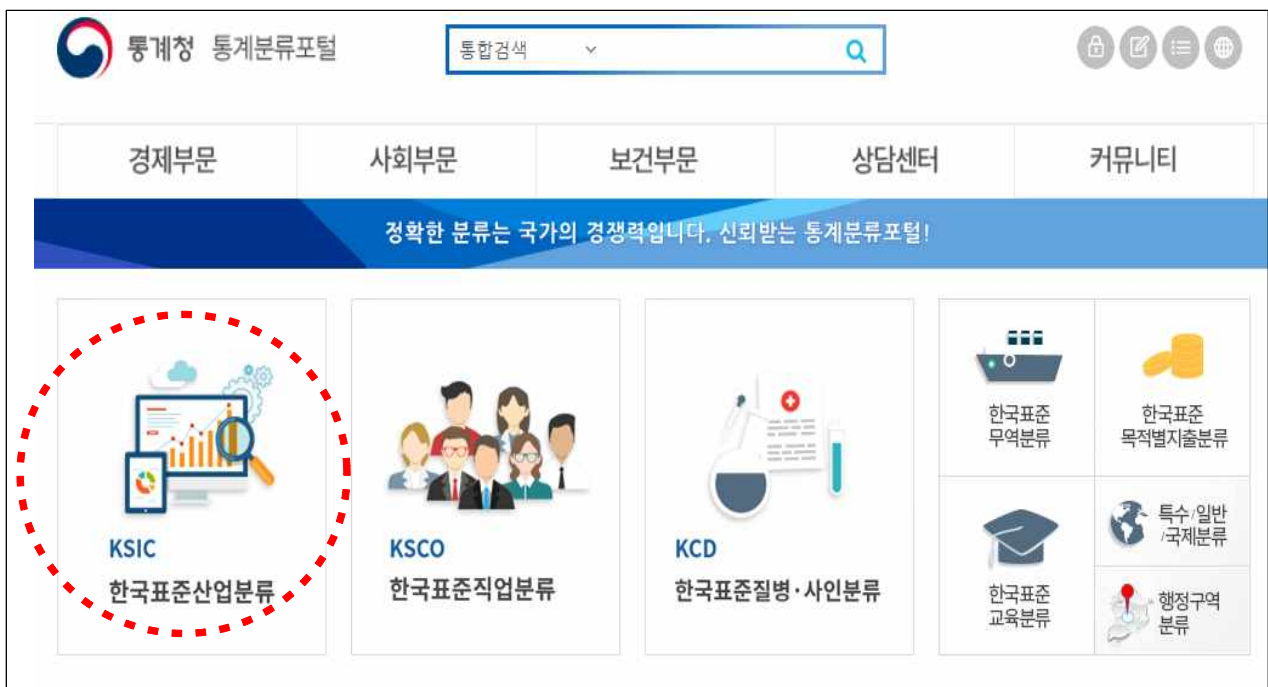 통계청 통계분류포털
통합검색
경제부문 사회부문 보건부문 상담센터 커뮤니티
정확한 분류는 국가의 경쟁력입니다. 신뢰받는 통계분류포털!
KSIC
한국표준산업분류
KSCO
한국표준직업분류
KCD
한국표준질병·사인분류
한국표준
무역분류
한국표준
목적별지출분류
한국표준
교육분류
특수/일반
/국제분류
행정구역
분류